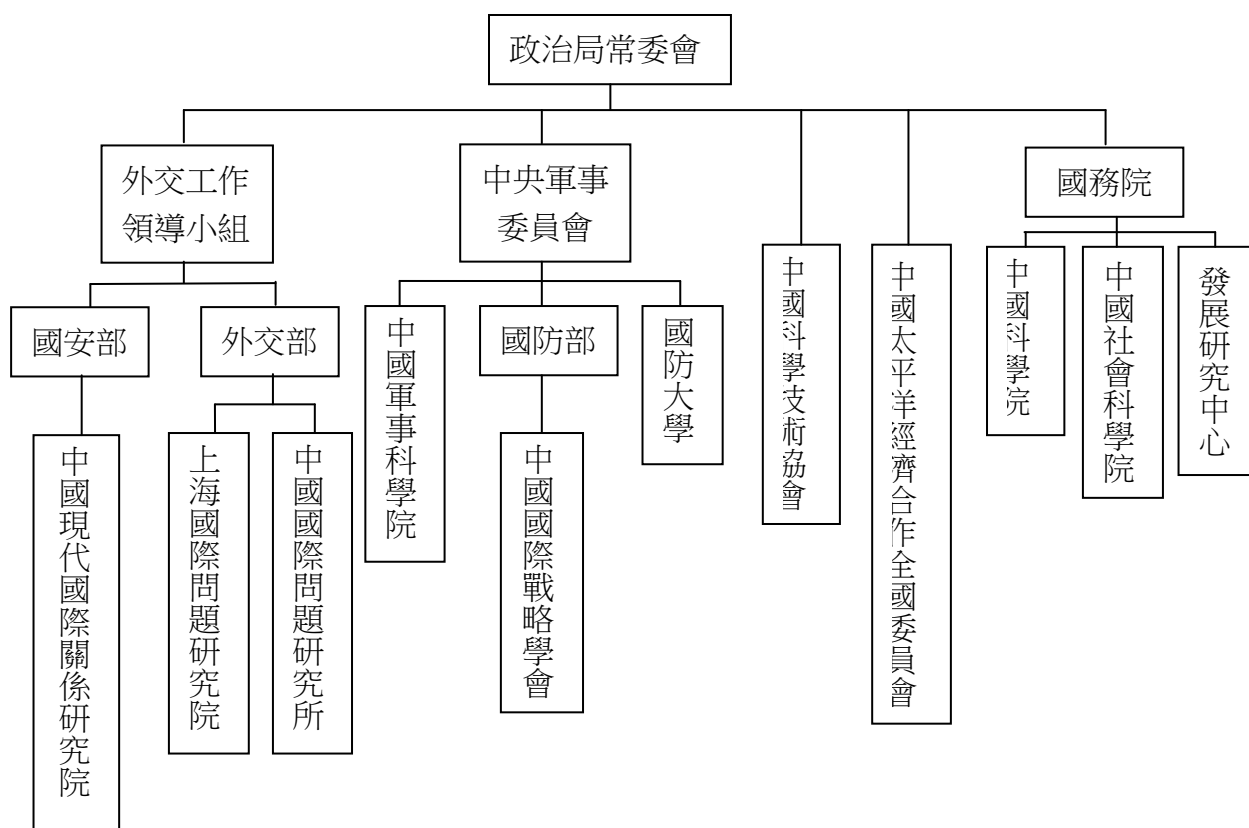 政治局常委會
外交工作
領導小組
中央軍事
委員會
國務院
國安部
外交部
中國軍事科學院
國防部
國防大學
中國科學技術協會
中國太平洋經濟合作全國委員會
中國科學院
中國社會科學院
發展研究中心
中國現代國際關係研究院
上海國際問題研究院
中國國際問題研究所
中國國際戰略學會